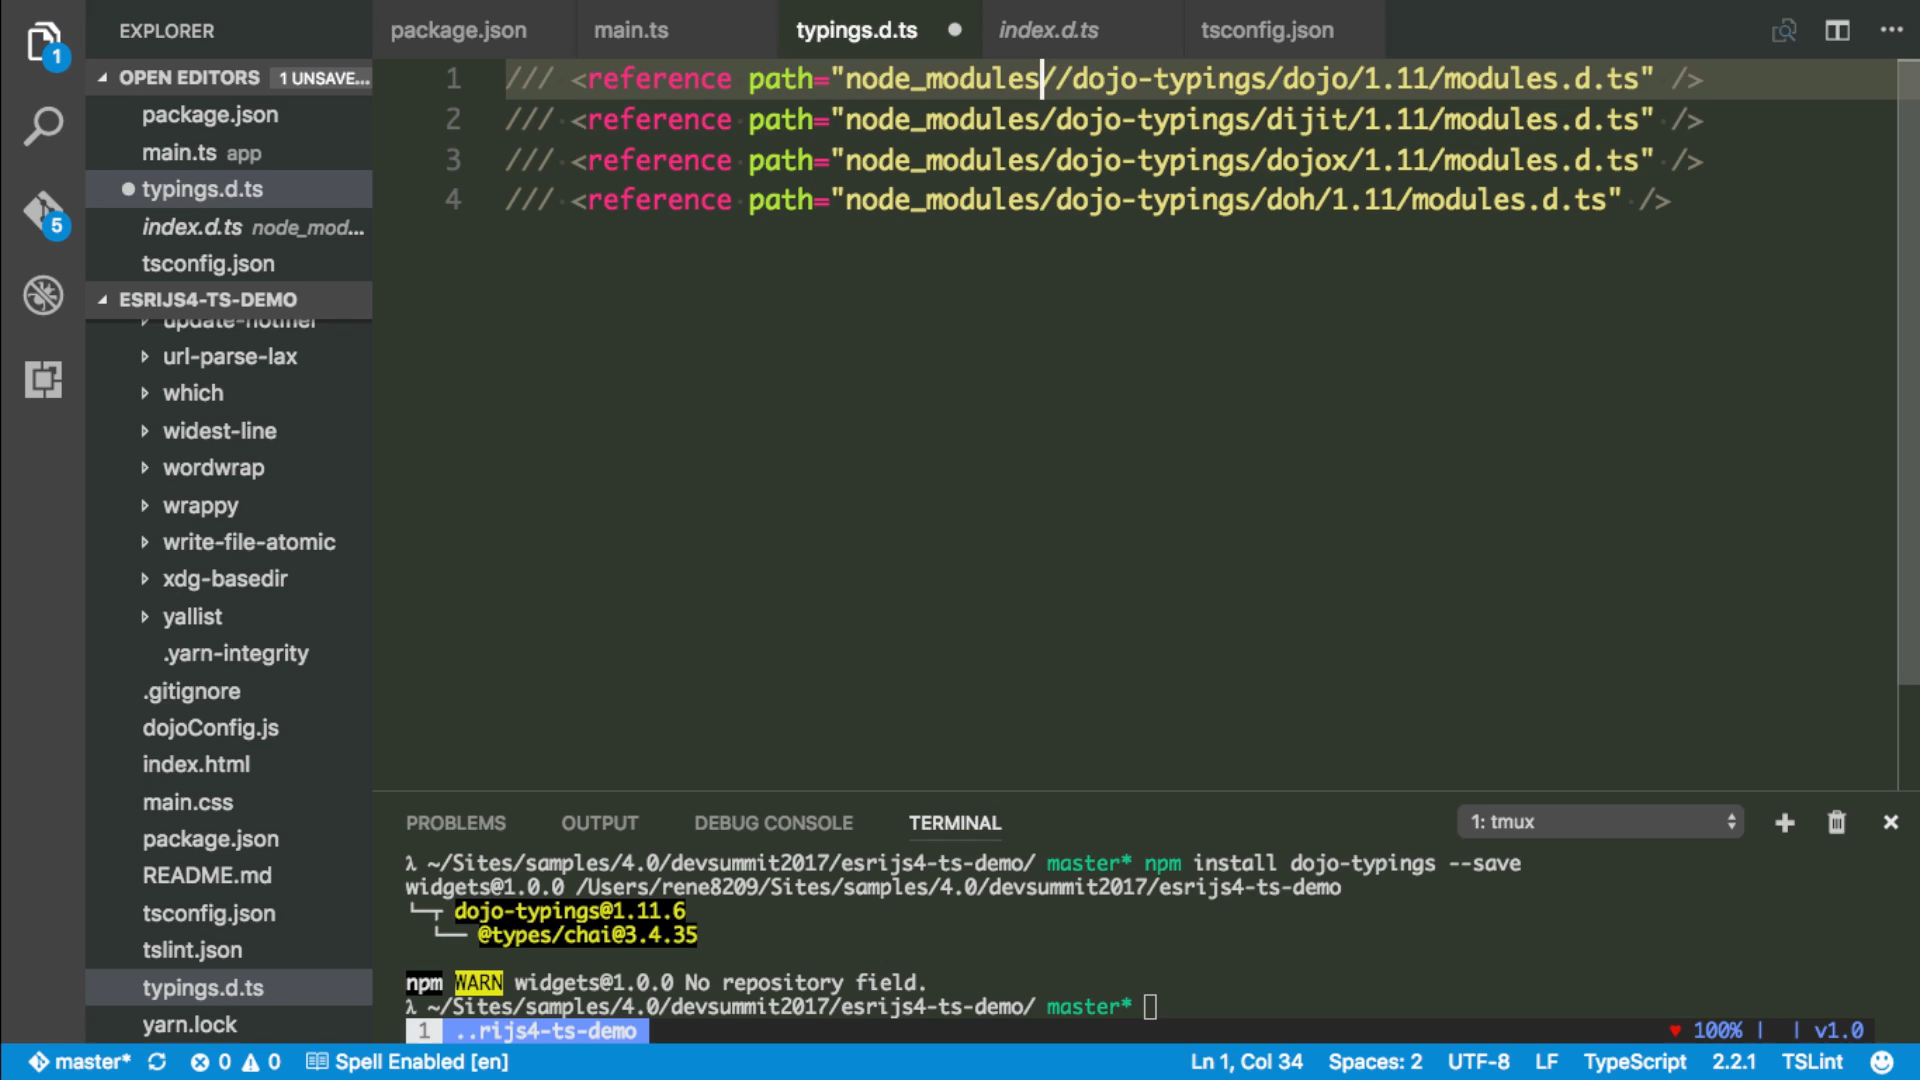 EXPLORER
OPEN EDITORS 1 UNSAVE...
package.json
main.ts app
typings.d.ts
index.d.ts node_mod...
tsconfig.json
ESRIJS4-TS-DEMO
update-notifier
url-parse-lax
which
widest-line
wordwrap
wrappy
write-file-atomic
xdg-basedir
yallist
.yarn-integrity
.gitignore
dojoConfig.js
index.html
main.css
package.json
README.md
tsconfig.json
tslint.json
typings.d.ts
yarn.lock
1
5
package.json main.ts typings.d.ts index.d.ts tsconfig.json
1 /// <reference path="node_modules//dojo-typings/dojo/1.11/modules.d.ts" />
2 /// <reference path="node_modules/dojo-typings/dijit/1.11/modules.d.ts" />
3 /// <reference path="node_modules/dojo-typings/dojox/1.11/modules.d.ts" />
4 /// <reference path="node_modules/dojo-typings/doh/1.11/modules.d.ts" />
PROBLEMS OUTPUT DEBUG CONSOLE TERMINAL 1: tmux
λ ~/Sites/samples/4.0/devsummit2017/esrijs4-ts-demo/ master* npm install dojo-typings --save
widgets@1.0.0 /Users/rene8209/Sites/samples/4.0/devsummit2017/esrijs4-ts-demo
└─┬ dojo-typings@1.11.6
└── @types/chai@3.4.35
npm WARN widgets@1.0.0 No repository field.
λ ~/Sites/samples/4.0/devsummit2017/esrijs4-ts-demo/ master*
1 ..rijs4-ts-demo ♥ 100% | | v1.0
master* 0 0 Spell Enabled [en] Ln 1, Col 34 Spaces: 2 UTF-8 LF TypeScript 2.2.1 TSLint